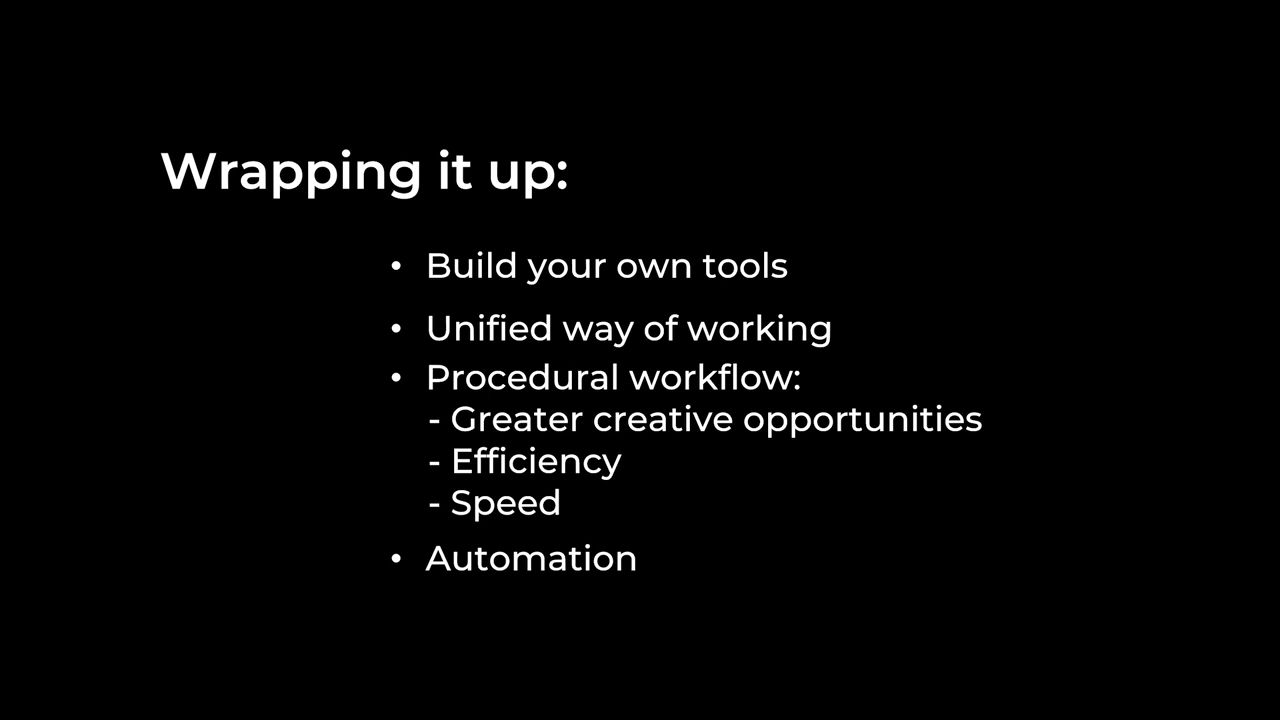 Wrapping it up:
• Build your own tools
• Unified way of working
• Procedural workflow:
- Greater creative opportunities
- Efficiency
- Speed
• Automation